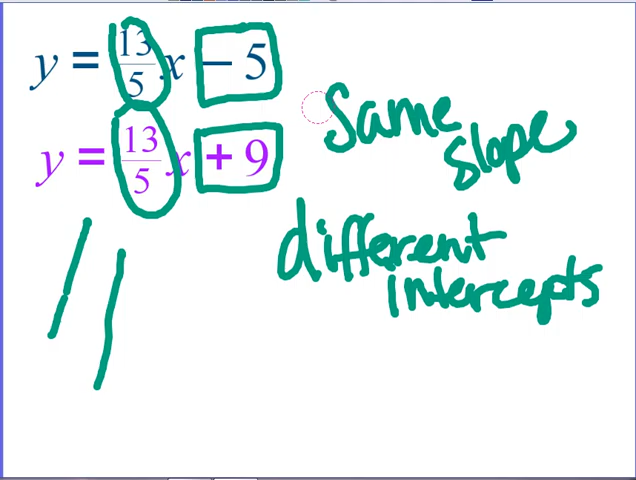 y = 13/5 x − 5
y = 13/5 x + 9
Same
slope
different
intercepts